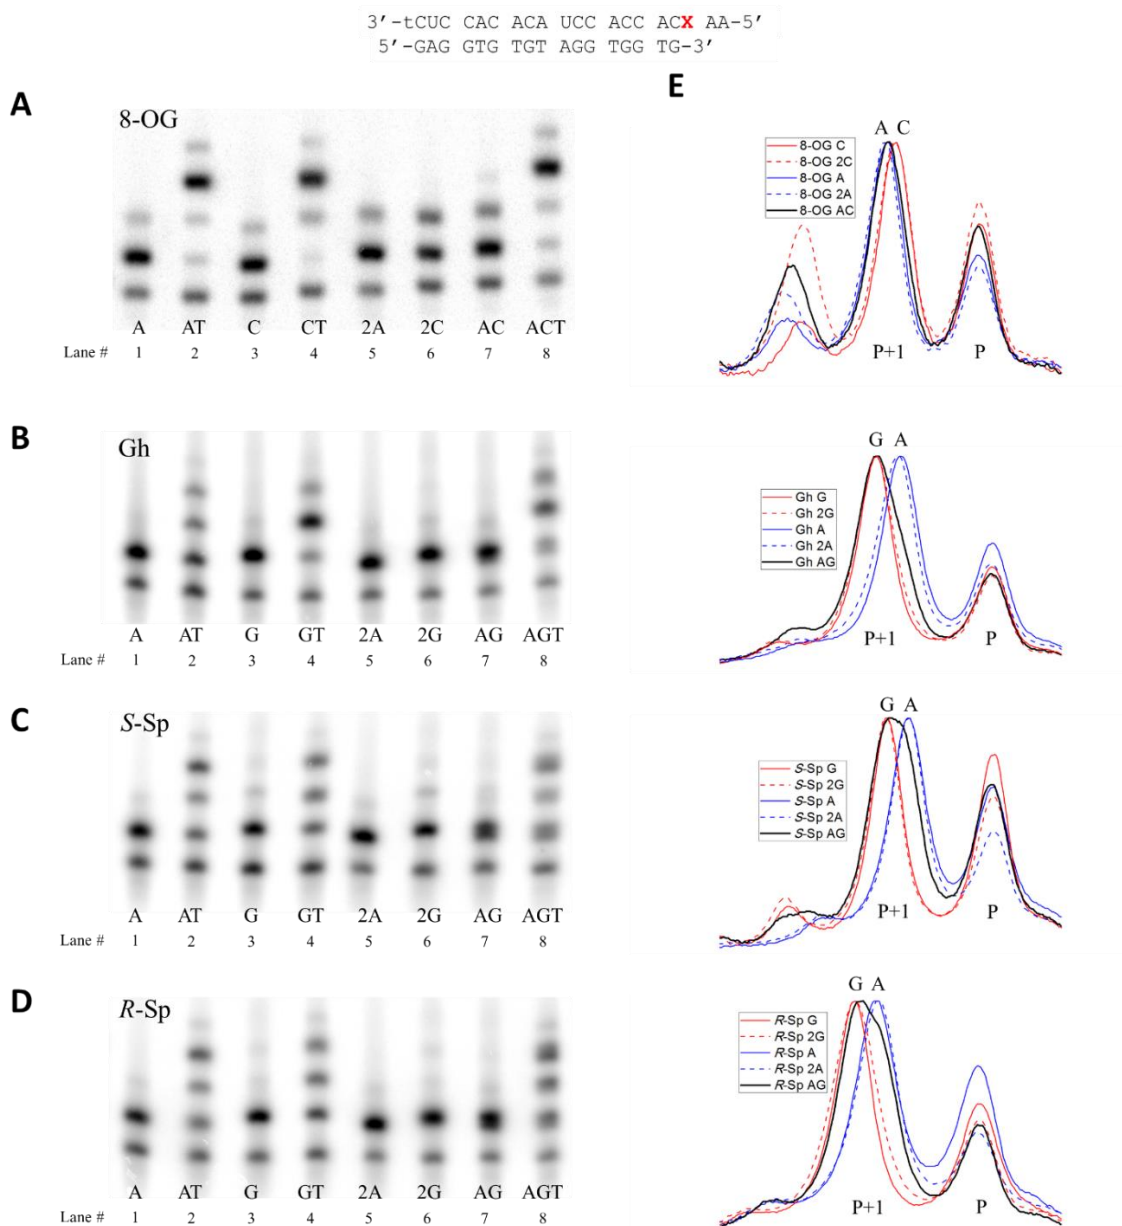 3’-tCUC CAC ACA UCC ACC ACX AA-5’
5’-GAG GTG TGT AGG TGG TG-3’
A
8-OG
A AT C CT 2A 2C AC ACT
Lane # 1 2 3 4 5 6 7 8
B
Gh
A AT G GT 2A 2G AG AGT
Lane # 1 2 3 4 5 6 7 8
C
S-Sp
A AT G GT 2A 2G AG AGT
Lane # 1 2 3 4 5 6 7 8
D
R-Sp
A AT G GT 2A 2G AG AGT
Lane # 1 2 3 4 5 6 7 8
E
A C
8-OG C
8-OG 2C
8-OG A
8-OG 2A
8-OG AC
P+1 P
G A
Gh G
Gh 2G
Gh A
Gh 2A
Gh AG
P+1 P
G A
S-Sp G
S-Sp 2G
S-Sp A
S-Sp 2A
S-Sp AG
P+1 P
G A
R-Sp G
R-Sp 2G
R-Sp A
R-Sp 2A
R-Sp AG
P+1 P